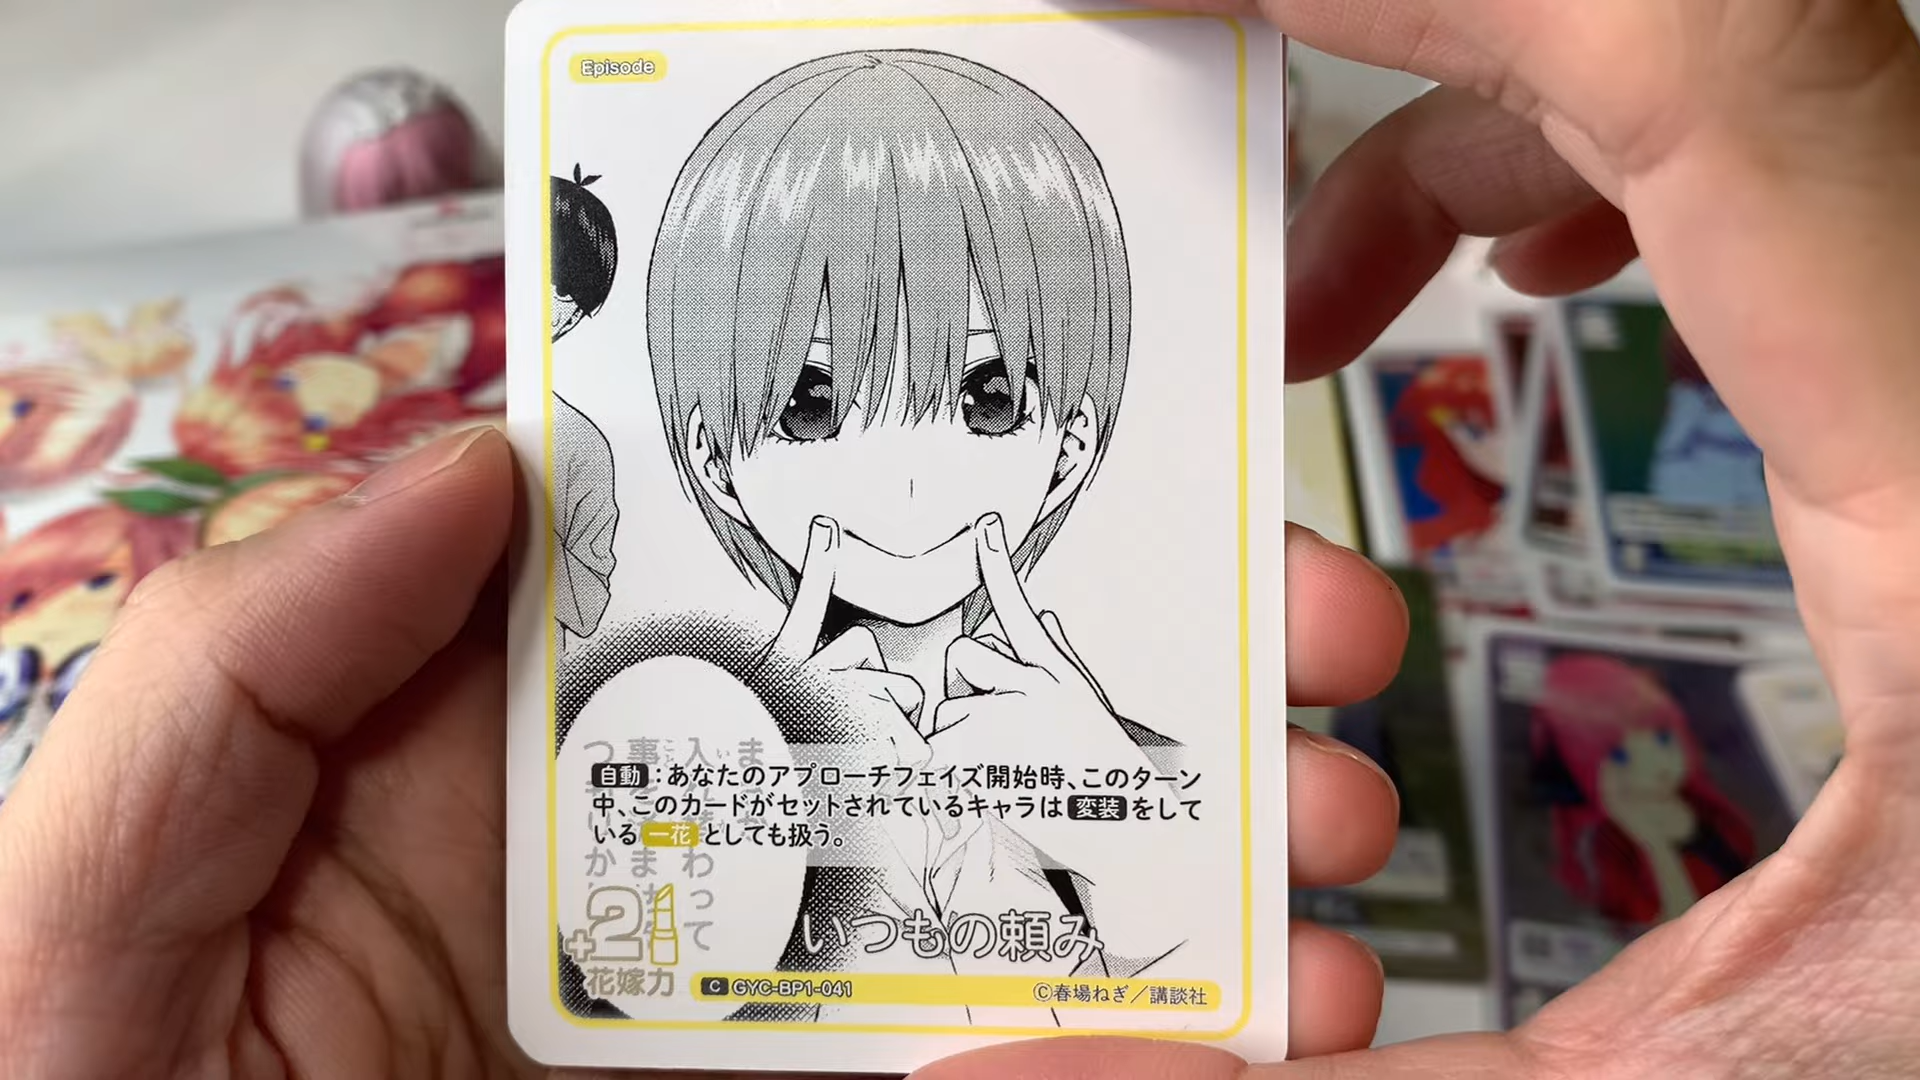 Episode
自動：あなたのアプローチフェイズ開始時、このターン
中、このカードがセットされているキャラは 変装 をして
いる 一花 としても扱う。
+2
花嫁力
いつもの頼み
C GYC-BP1-041
©春場ねぎ／講談社